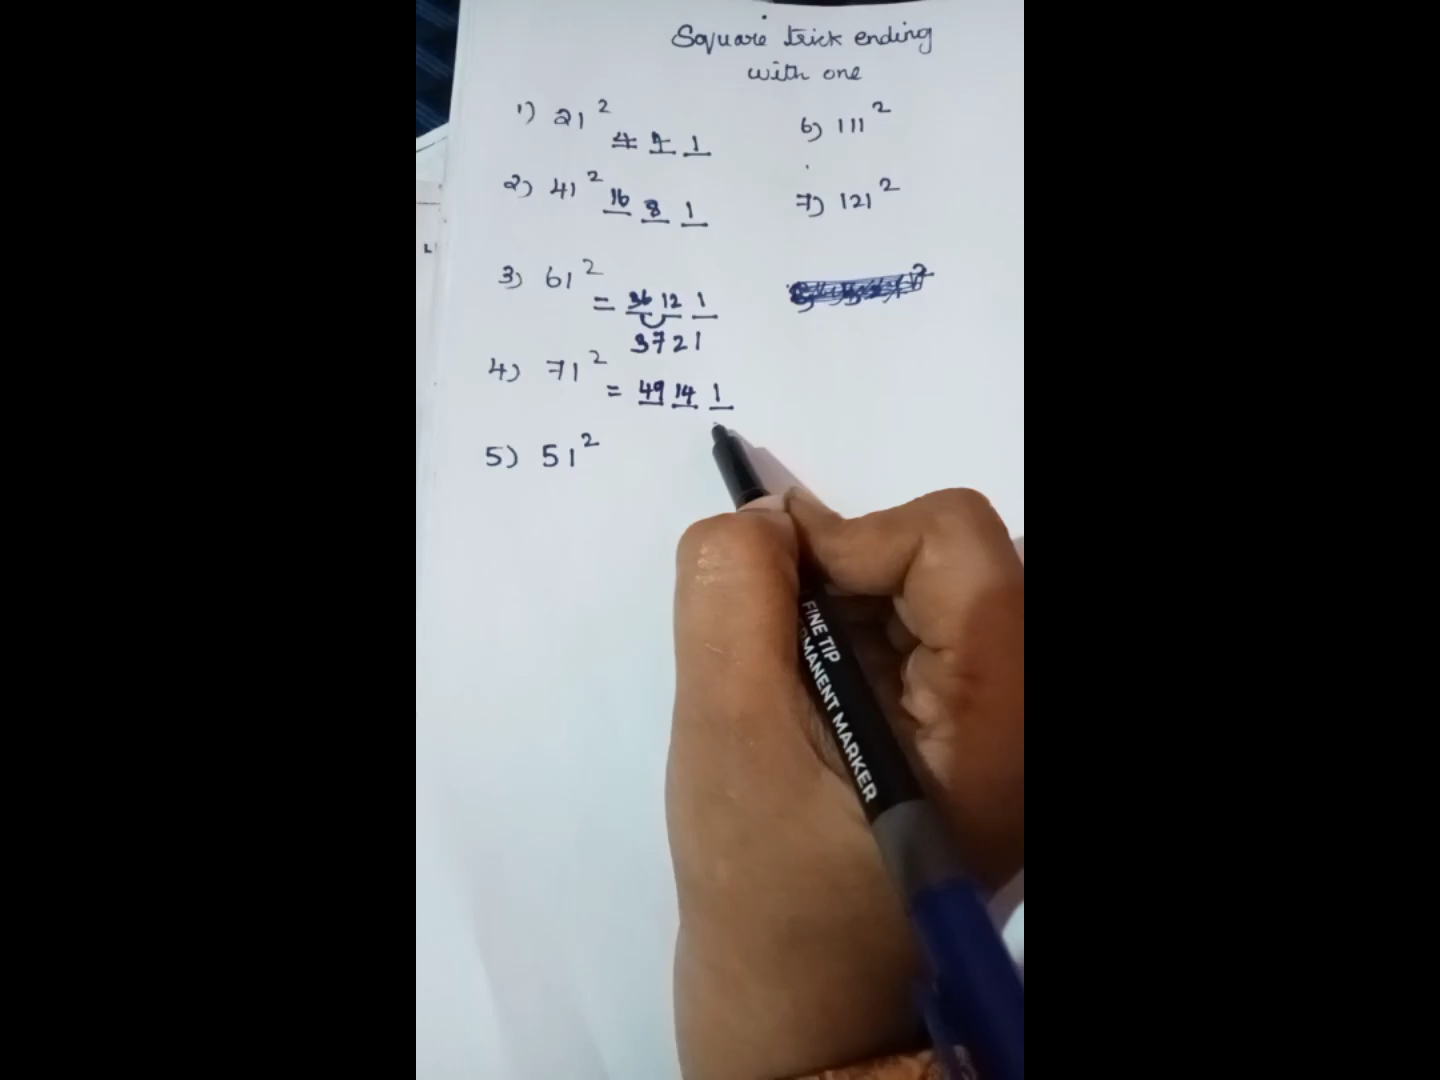 Square trick ending
with one
1) 21²
4 4 1
2) 41²
16 8 1
3) 61²
= 36 12 1
3721
4) 71²
= 49 14 1
5) 51²
6) 111²
7) 121²
FINE TIP
PERMANENT MARKER